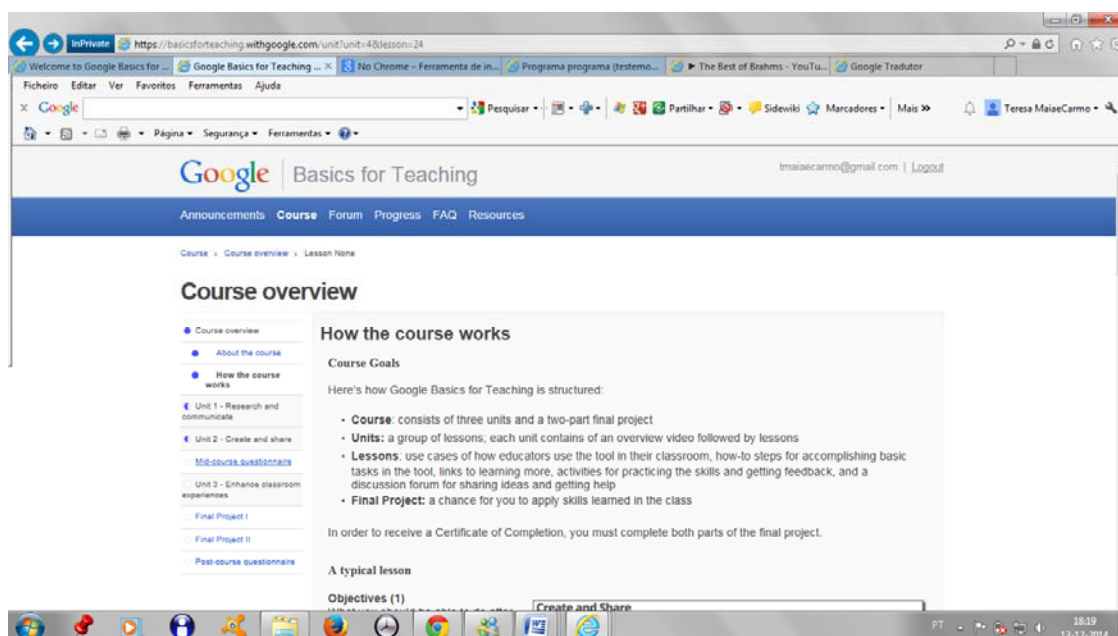 InPrivate https://basicsforteaching.withgoogle.com/unit?unit=4&lesson=24
Welcome to Google Basics for ... Google Basics for Teaching ... × No Chrome – Ferramenta de in... Programa programa (testemo... ► The Best of Brahms - YouTu... Google Tradutor
Ficheiro Editar Ver Favoritos Ferramentas Ajuda
x Google Pesquisar Partilhar Sidewiki Marcadores Mais » Teresa MaiaeCarmo
Página Segurança Ferramentas
Google Basics for Teaching
tmaiaecarmo@gmail.com | Logout
Announcements Course Forum Progress FAQ Resources
Course › Course overview › Lesson None
Course overview
Course overview
About the course
How the course
works
Unit 1 - Research and
communicate
Unit 2 - Create and share
Mid-course questionnaire
Unit 3 - Enhance classroom
experiences
Final Project I
Final Project II
Post-course questionnaire
How the course works
Course Goals
Here's how Google Basics for Teaching is structured:
• Course: consists of three units and a two-part final project
• Units: a group of lessons; each unit contains of an overview video followed by lessons
• Lessons: use cases of how educators use the tool in their classroom, how-to steps for accomplishing basic
tasks in the tool, links to learning more, activities for practicing the skills and getting feedback, and a
discussion forum for sharing ideas and getting help
• Final Project: a chance for you to apply skills learned in the class
In order to receive a Certificate of Completion, you must complete both parts of the final project.
A typical lesson
Objectives (1)
What you should be able to do after
Create and Share
PT 18:19
12-12-2014